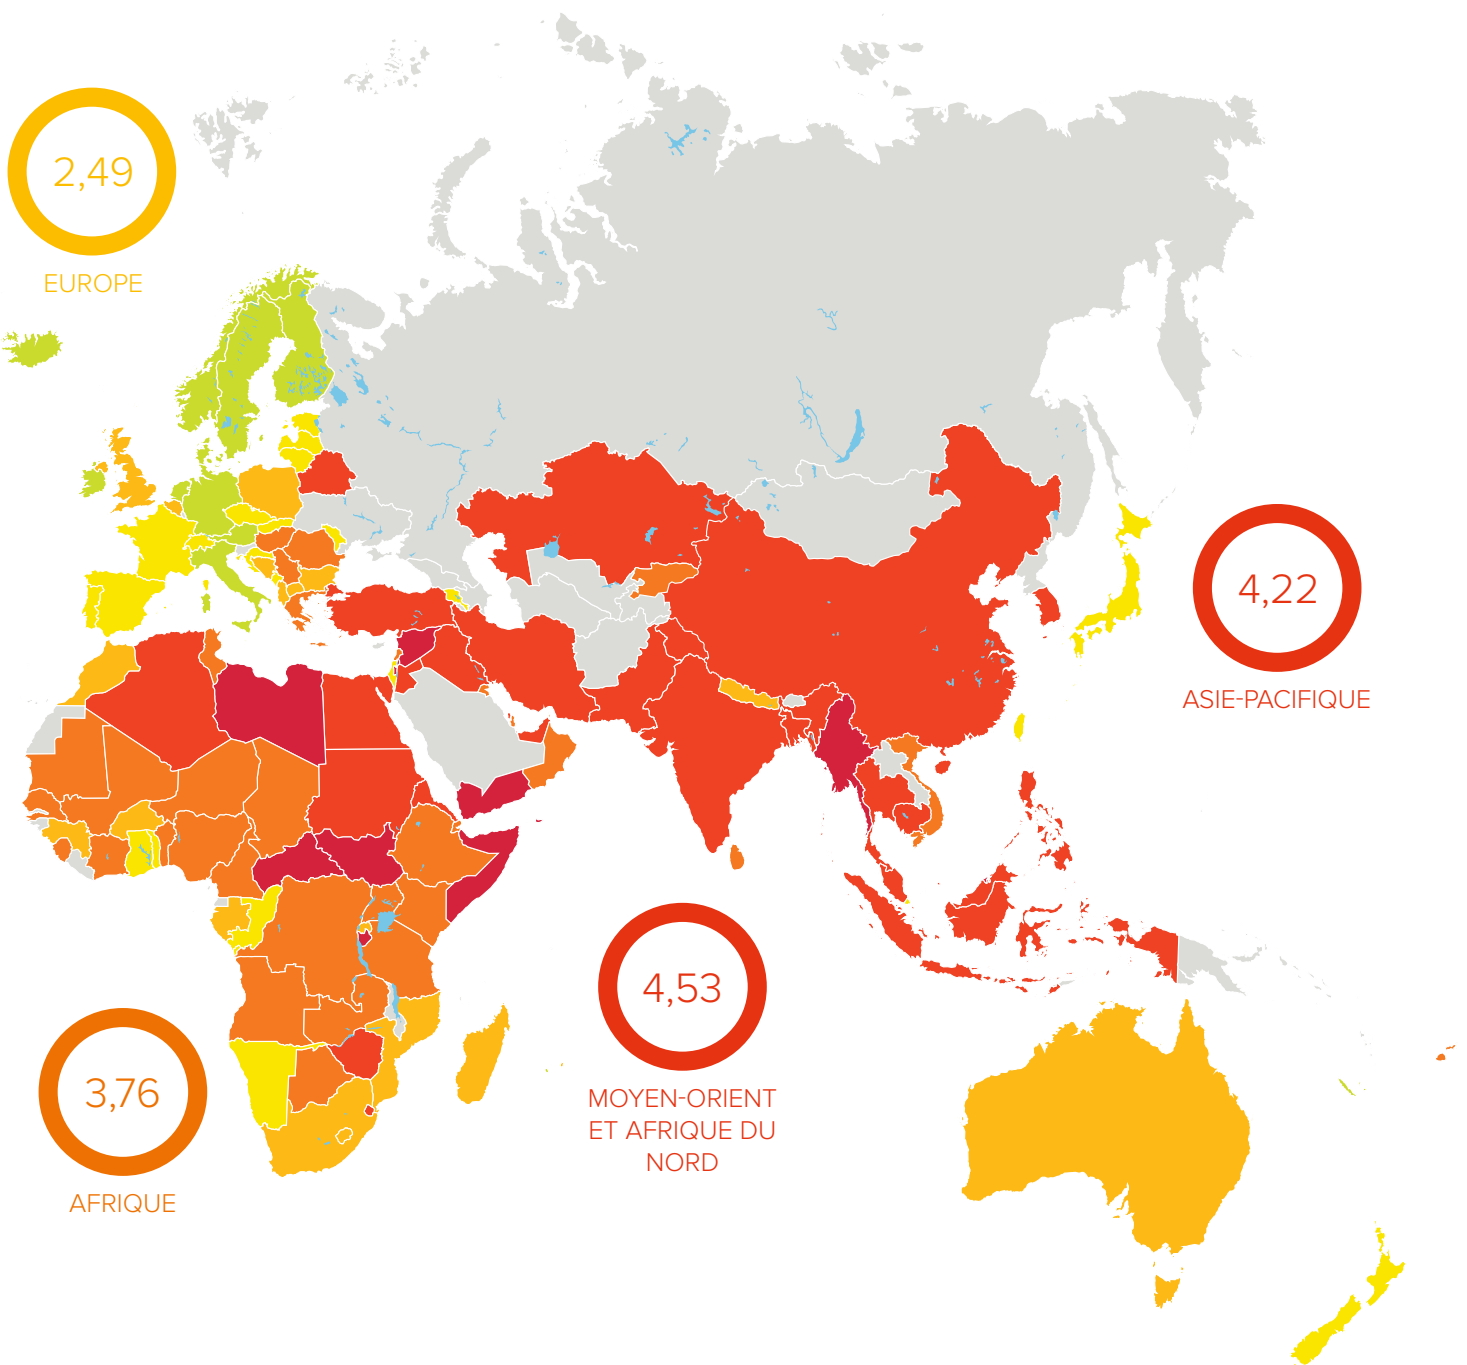 2,49
EUROPE
4,22
ASIE-PACIFIQUE
4,53
MOYEN-ORIENT
ET AFRIQUE DU
NORD
3,76
AFRIQUE